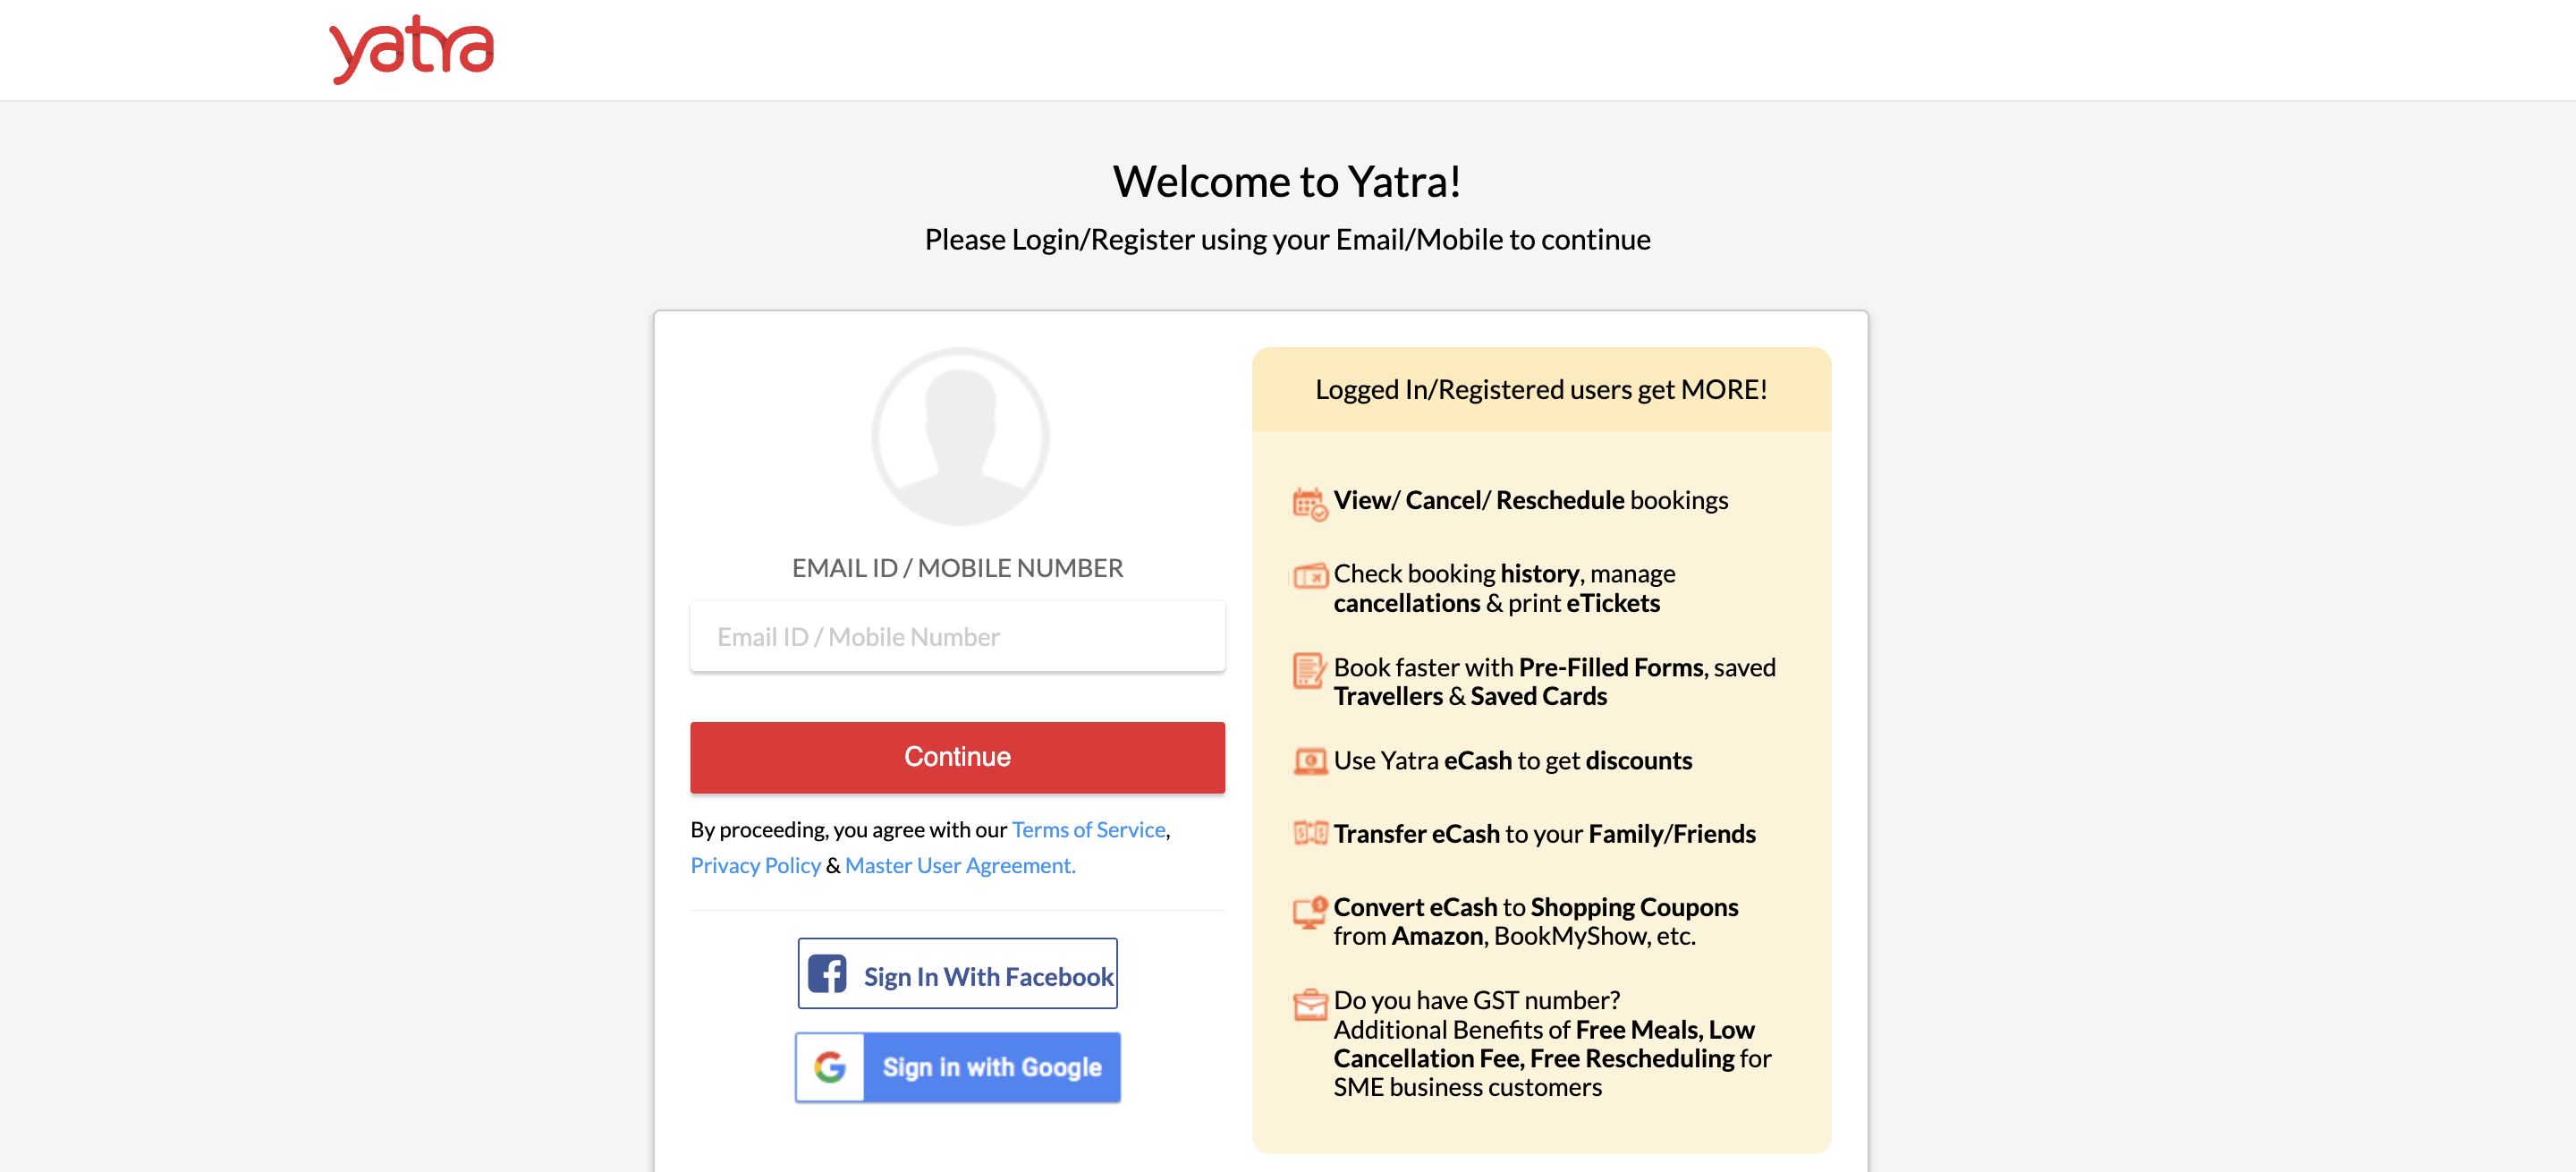 yatra
Welcome to Yatra!
Please Login/Register using your Email/Mobile to continue
EMAIL ID / MOBILE NUMBER
Email ID / Mobile Number
Continue
By proceeding, you agree with our Terms of Service,
Privacy Policy & Master User Agreement.
Sign In With Facebook
Sign in with Google
Logged In/Registered users get MORE!
View/ Cancel/ Reschedule bookings
Check booking history, manage
cancellations & print eTickets
Book faster with Pre-Filled Forms, saved
Travellers & Saved Cards
Use Yatra eCash to get discounts
Transfer eCash to your Family/Friends
Convert eCash to Shopping Coupons
from Amazon, BookMyShow, etc.
Do you have GST number?
Additional Benefits of Free Meals, Low
Cancellation Fee, Free Rescheduling for
SME business customers